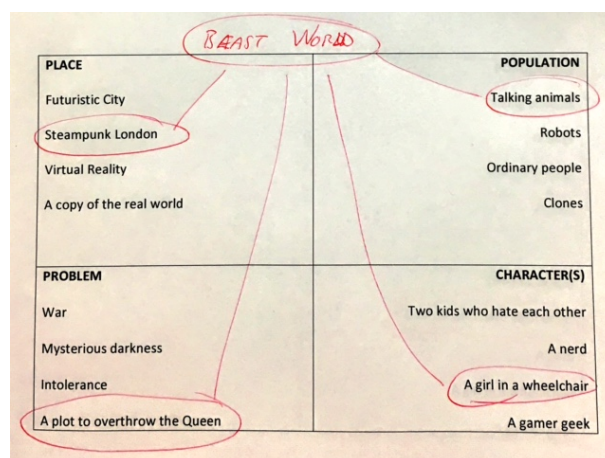 BEAST WORLD
PLACE
Futuristic City
Steampunk London
Virtual Reality
A copy of the real world
POPULATION
Talking animals
Robots
Ordinary people
Clones
PROBLEM
War
Mysterious darkness
Intolerance
A plot to overthrow the Queen
CHARACTER(S)
Two kids who hate each other
A nerd
A girl in a wheelchair
A gamer geek